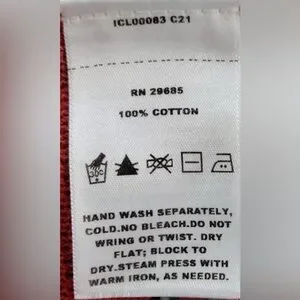 ICL00083 C21
RN 29685
100% COTTON
30C
HAND WASH SEPARATELY,
COLD.NO BLEACH.DO NOT
WRING OR TWIST. DRY
FLAT; BLOCK TO
DRY.STEAM PRESS WITH
WARM IRON, AS NEEDED.